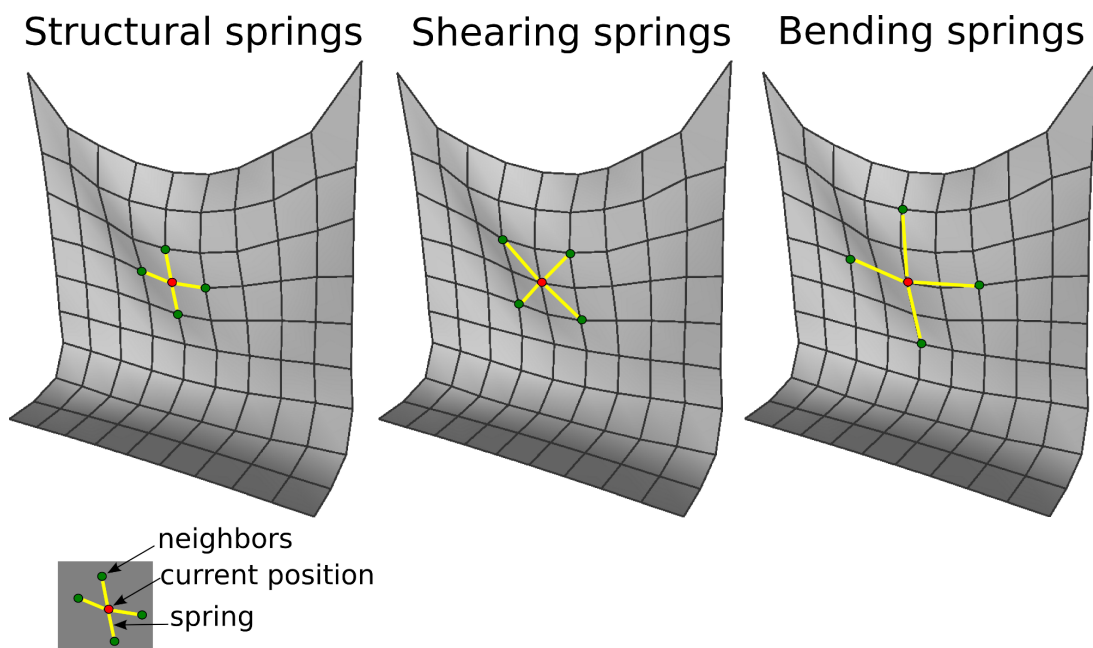 Structural springs
Shearing springs
Bending springs
neighbors
current position
spring